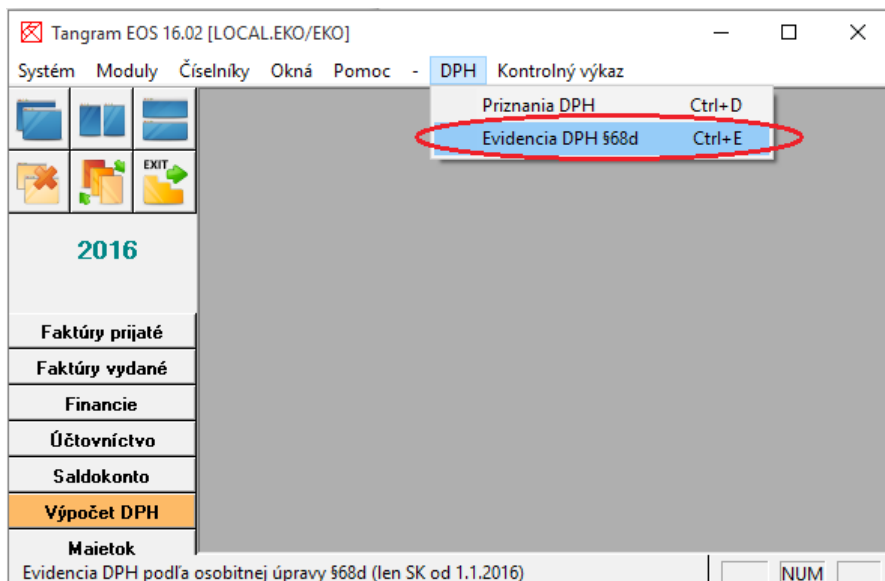 Tangram EOS 16.02 [LOCAL.EKO/EKO]
Systém Moduly Číselníky Okná Pomoc - DPH Kontrolný výkaz
Priznania DPH Ctrl+D
Evidencia DPH §68d Ctrl+E
EXIT
2016
Faktúry prijaté
Faktúry vydané
Financie
Účtovníctvo
Saldokonto
Výpočet DPH
Majetok
Evidencia DPH podľa osobitnej úpravy §68d (len SK od 1.1.2016) NUM